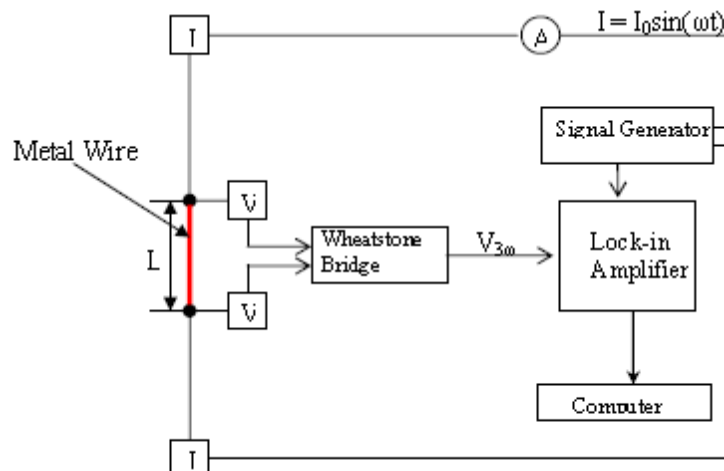 I
A
I = I₀sin(ωt)
Signal Generator
Metal Wire
V
Wheatstone
Bridge
V₃ω
Lock-in
Amplifier
L
V
Computer
I